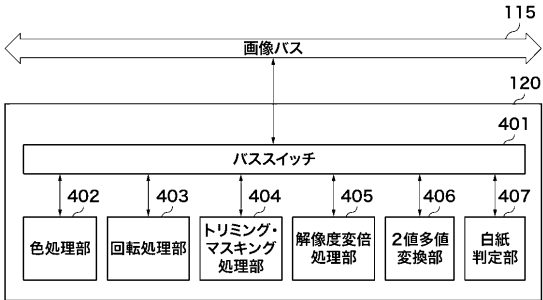 115
画像バス
120
401
バススイッチ
402
403
404
405
406
407
色処理部
回転処理部
トリミング・
マスキング
処理部
解像度変倍
処理部
2値多値
変換部
白紙
判定部